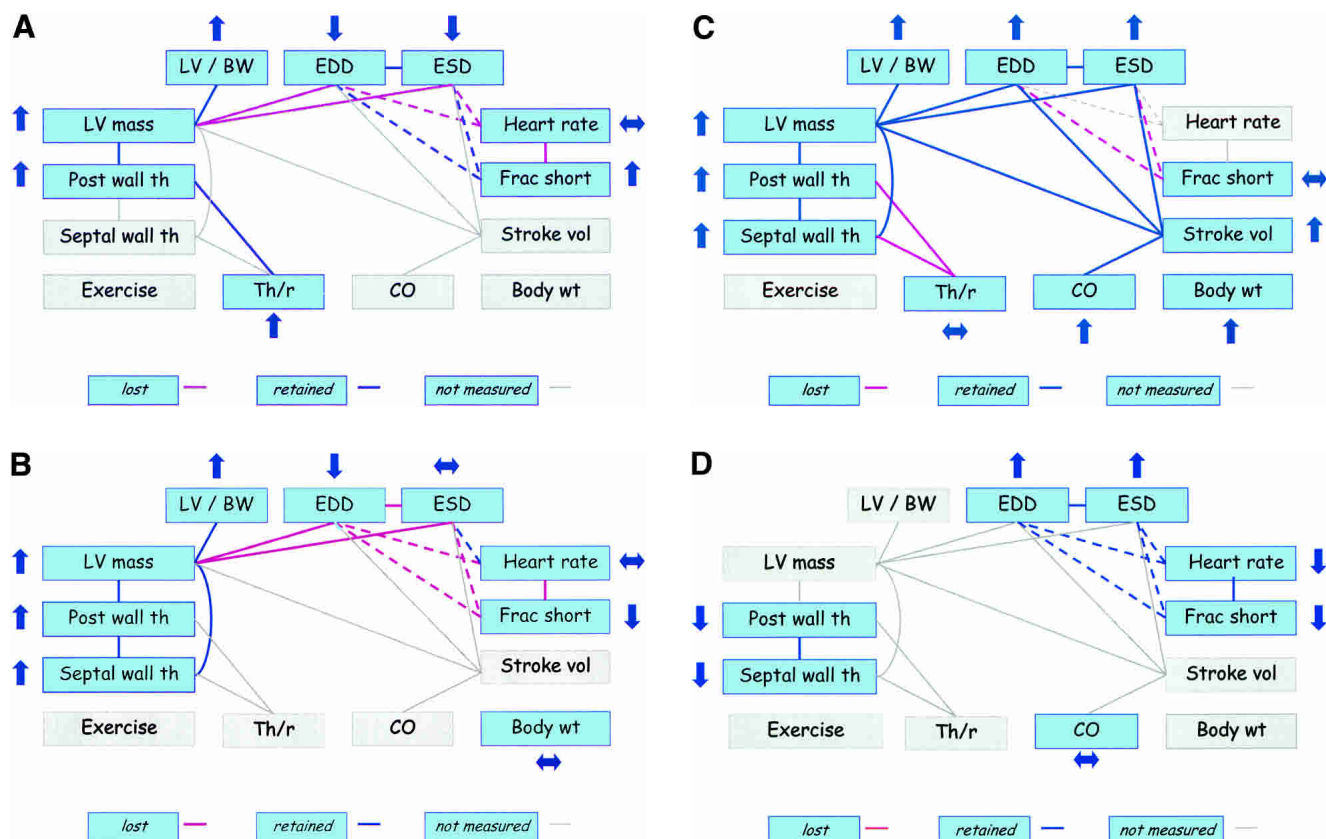 A
LV / BW
EDD
ESD
LV mass
Heart rate
Post wall th
Frac short
Septal wall th
Stroke vol
Exercise
Th/r
CO
Body wt
lost
retained
not measured
C
LV / BW
EDD
ESD
LV mass
Heart rate
Post wall th
Frac short
Septal wall th
Stroke vol
Exercise
Th/r
CO
Body wt
lost
retained
not measured
B
LV / BW
EDD
ESD
LV mass
Heart rate
Post wall th
Frac short
Septal wall th
Stroke vol
Exercise
Th/r
CO
Body wt
lost
retained
not measured
D
LV / BW
EDD
ESD
LV mass
Heart rate
Post wall th
Frac short
Septal wall th
Stroke vol
Exercise
Th/r
CO
Body wt
lost
retained
not measured